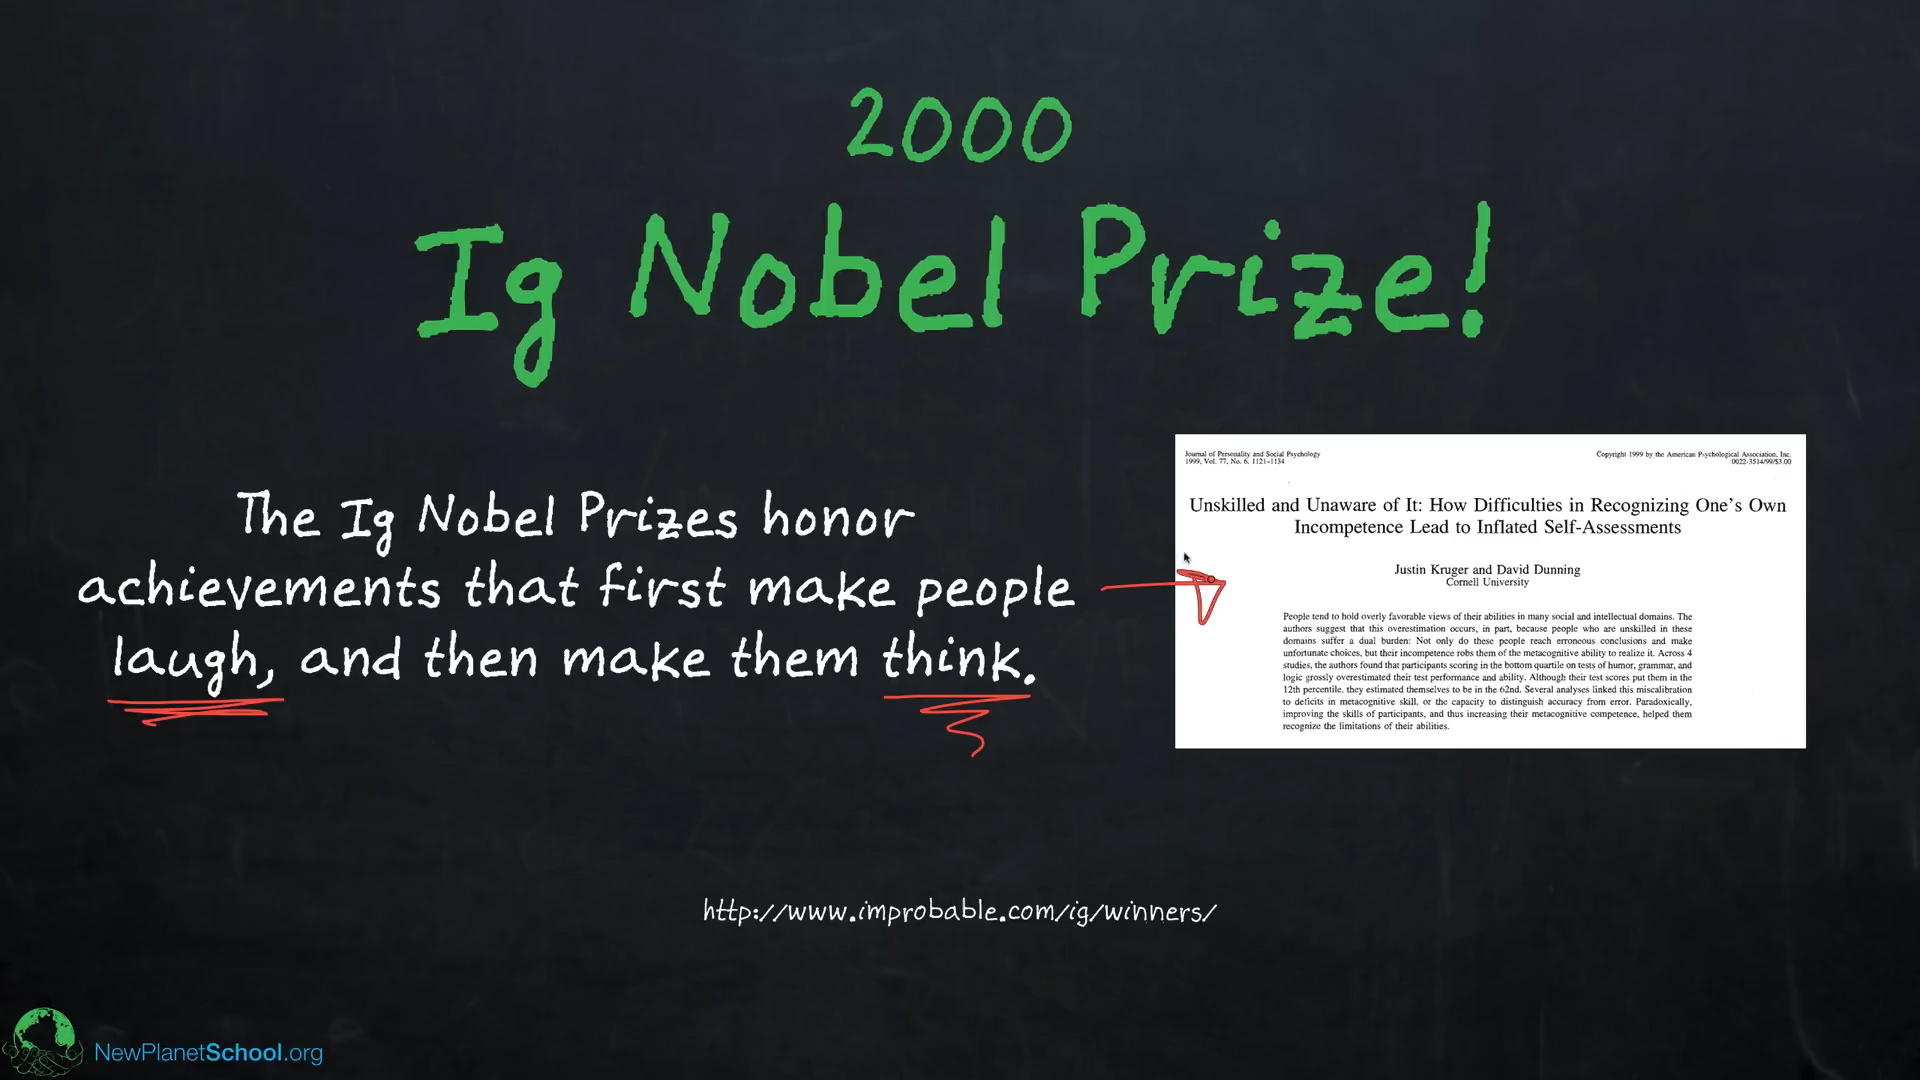 2000
Ig Nobel Prize!
The Ig Nobel Prizes honor
achievements that first make people
laugh, and then make them think.
Journal of Personality and Social Psychology
1999, Vol. 77, No. 6, 1121-1134
Copyright 1999 by the American Psychological Association, Inc.
0022-3514/99/$3.00
Unskilled and Unaware of It: How Difficulties in Recognizing One's Own
Incompetence Lead to Inflated Self-Assessments
Justin Kruger and David Dunning
Cornell University
People tend to hold overly favorable views of their abilities in many social and intellectual domains. The
authors suggest that this overestimation occurs, in part, because people who are unskilled in these
domains suffer a dual burden: Not only do these people reach erroneous conclusions and make
unfortunate choices, but their incompetence robs them of the metacognitive ability to realize it. Across 4
studies, the authors found that participants scoring in the bottom quartile on tests of humor, grammar, and
logic grossly overestimated their test performance and ability. Although their test scores put them in the
12th percentile, they estimated themselves to be in the 62nd. Several analyses linked this miscalibration
to deficits in metacognitive skill, or the capacity to distinguish accuracy from error. Paradoxically,
improving the skills of participants, and thus increasing their metacognitive competence, helped them
recognize the limitations of their abilities.
http://www.improbable.com/ig/winners/
NewPlanetSchool.org